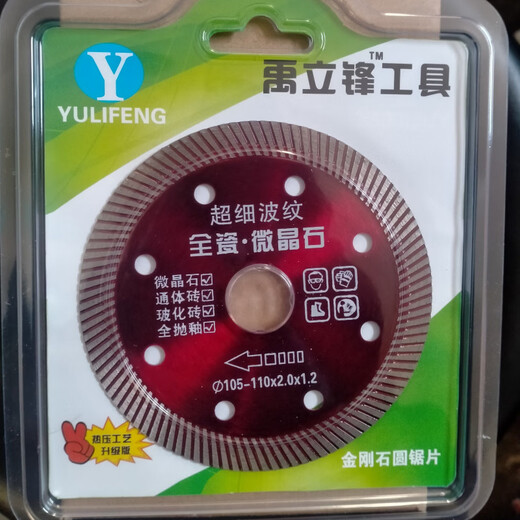 Y
YULIFENG
禹立锋工具™
超细波纹
全瓷·微晶石
微晶石☑
通体砖☑
玻化砖☑
全抛釉☑
Ø105-110x2.0x1.2
热压工艺
升级版
金刚石圆锯片